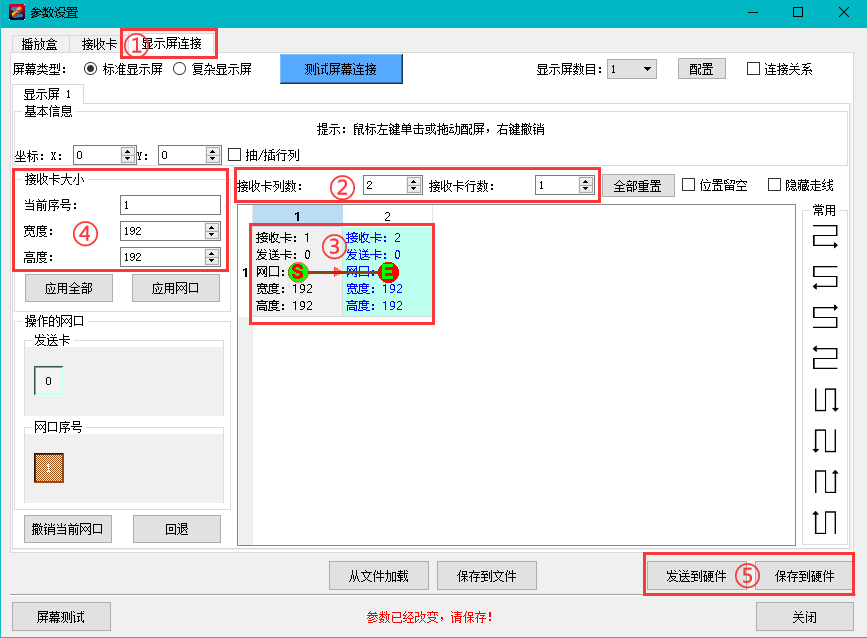 参数设置
播放盒 接收卡 ①显示屏连接
屏幕类型: 标准显示屏 复杂显示屏 测试屏幕连接 显示屏数目: 1 配置 连接关系
显示屏 1
基本信息
提示: 鼠标左键单击或拖动配屏，右键撤销
坐标: X: 0 Y: 0 抽/插行列
接收卡大小
接收卡列数: ② 2 接收卡行数: 1 全部重置 位置留空 隐藏走线
当前序号: 1
宽度: ④ 192
高度: 192
应用全部 应用网口
1 2
常用
1
接收卡: 1 ③ 接收卡: 2
发送卡: 0 发送卡: 0
网口: S 网口: E
宽度: 192 宽度: 192
高度: 192 高度: 192
操作的网口
发送卡
0
网口序号
1
撤销当前网口 回退
从文件加载 保存到文件 发送到硬件 ⑤ 保存到硬件
屏幕测试 参数已经改变，请保存! 关闭